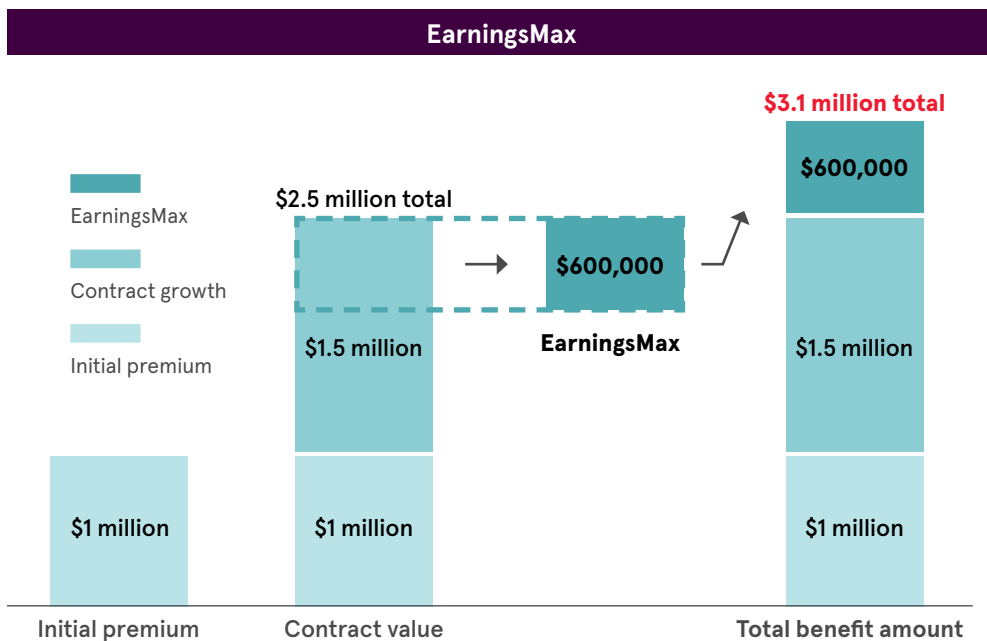 EarningsMax
EarningsMax
Contract growth
Initial premium
$1 million
Initial premium
$2.5 million total
$1.5 million
$1 million
Contract value
$600,000
EarningsMax
$3.1 million total
$600,000
$1.5 million
$1 million
Total benefit amount